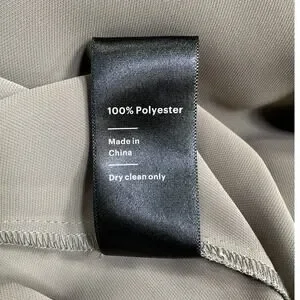 100% Polyester
Made in
China
Dry clean only